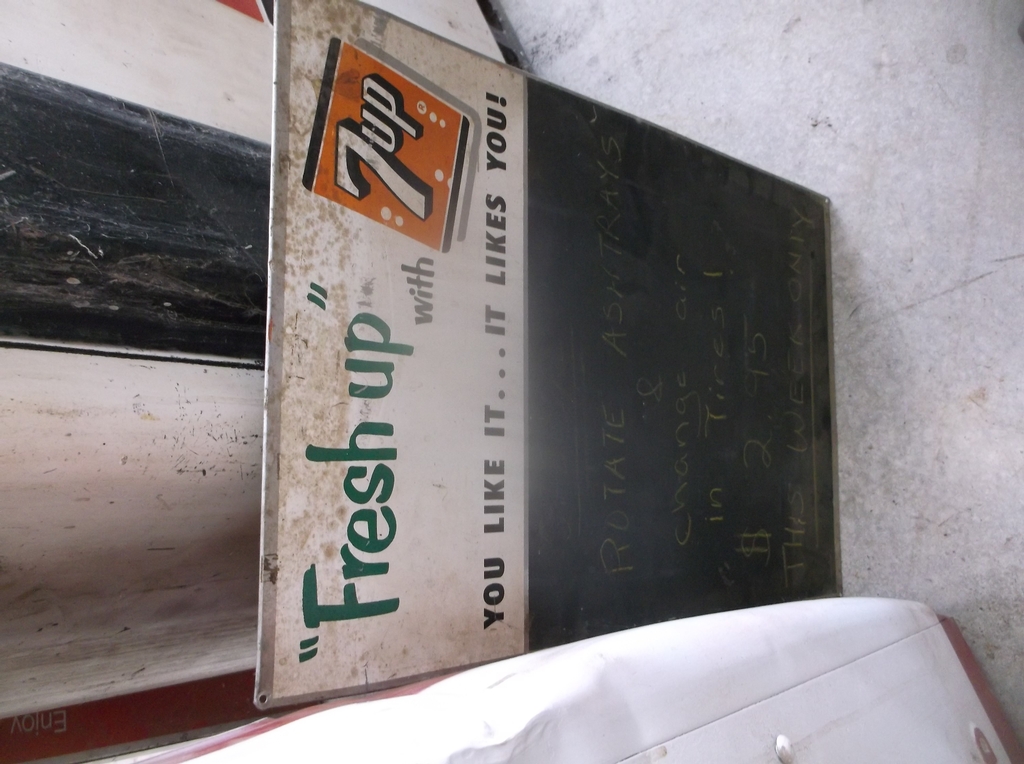 "Fresh up"
with
7up
®
YOU LIKE IT...IT LIKES YOU!
ROTATE ASHTRAYS
&
change air
in Tires!
$ 2.95
THIS WEEK ONLY
Enjoy